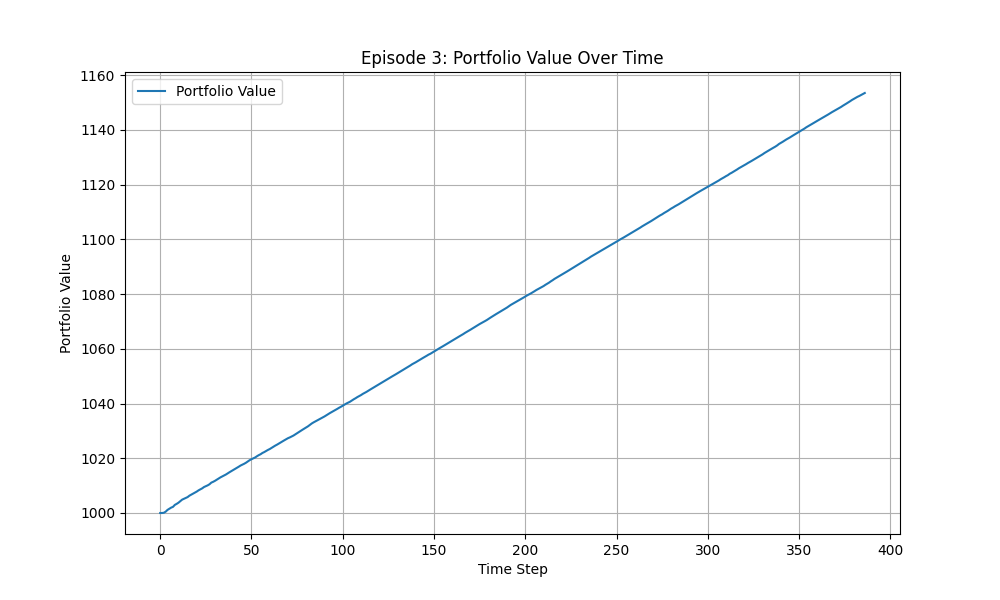 Episode 3: Portfolio Value Over Time
Portfolio Value
1160
1140
1120
1100
1080
1060
1040
1020
1000
Portfolio Value
0 50 100 150 200 250 300 350 400
Time Step